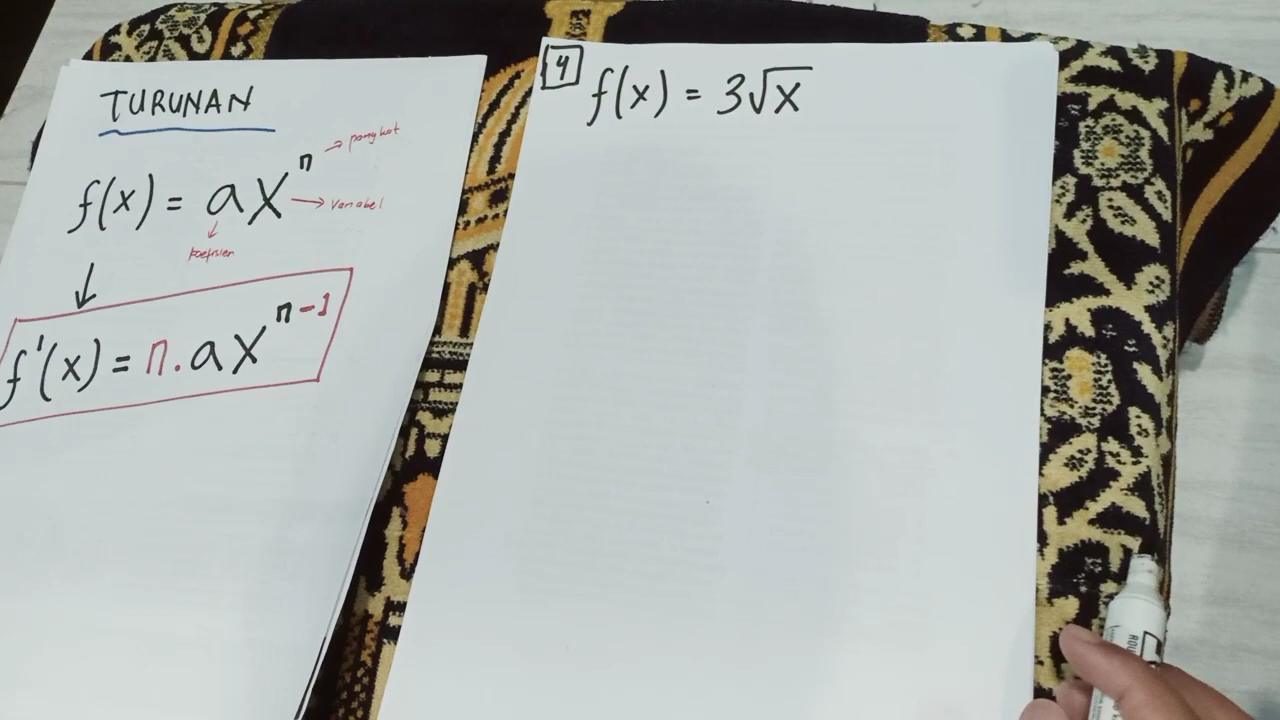 TURUNAN
f(x) = ax^n
pangkat
Variabel
koefisien
↓
f'(x) = n.ax^n-1
4 f(x) = 3√x